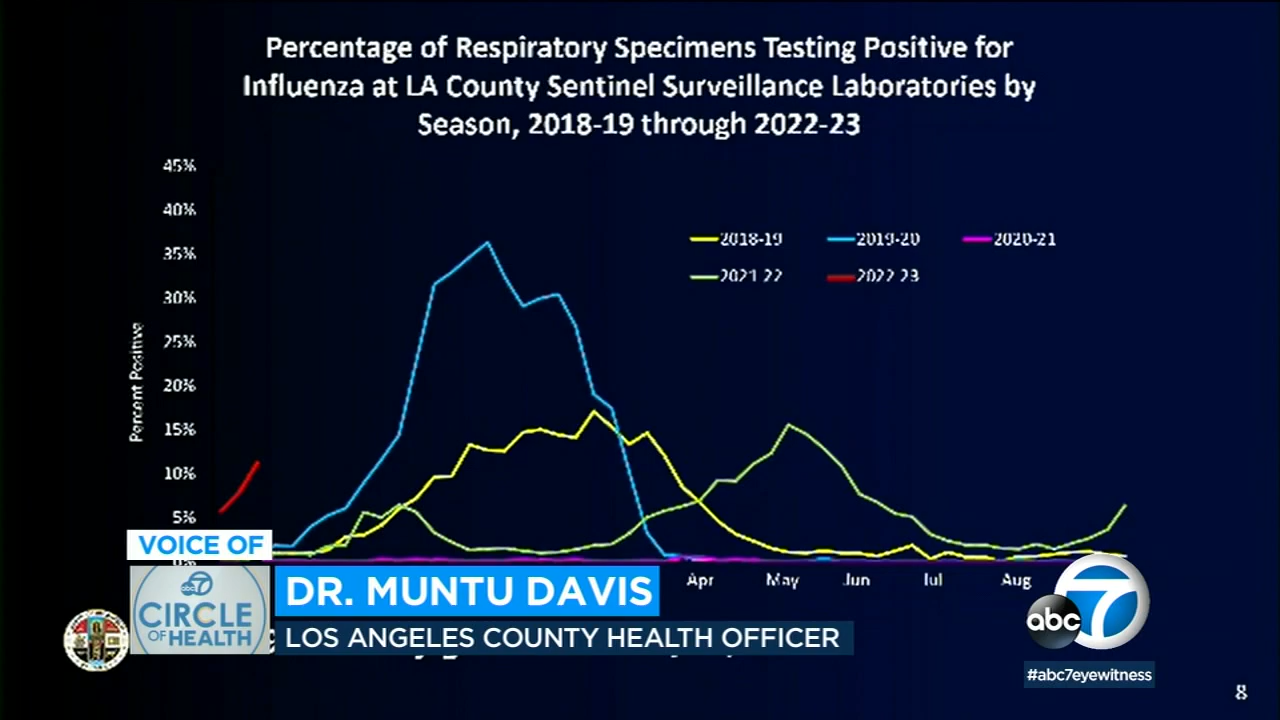 Percentage of Respiratory Specimens Testing Positive for
Influenza at LA County Sentinel Surveillance Laboratories by
Season, 2018-19 through 2022-23
45%
40%
35%
30%
25%
20%
15%
10%
5%
0%
Percent Positive
2018-19
2019-20
2020-21
2021 22
2022 23
Apr
May
Jun
Jul
Aug
VOICE OF
abc 7
CIRCLE
OF HEALTH
DR. MUNTU DAVIS
LOS ANGELES COUNTY HEALTH OFFICER
abc 7
#abc7eyewitness
8